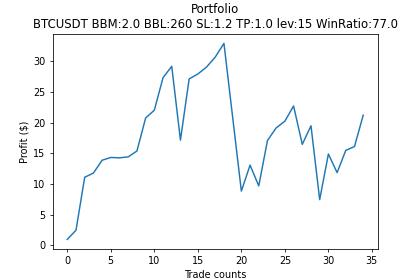 Portfolio
BTCUSDT BBM:2.0 BBL:260 SL:1.2 TP:1.0 lev:15 WinRatio:77.0
Profit ($)
30
25
20
15
10
5
0
0 5 10 15 20 25 30 35
Trade counts